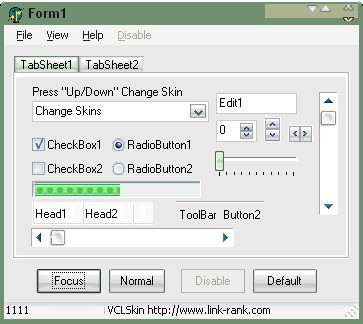 Form1
File View Help Disable
TabSheet1 TabSheet2
Press "Up/Down" Change Skin
Change Skins
Edit1
0
CheckBox1 RadioButton1
CheckBox2 RadioButton2
Head1 Head2
ToolBar Button2
Focus Normal Disable Default
1111 VCLSkin http://www.link-rank.com